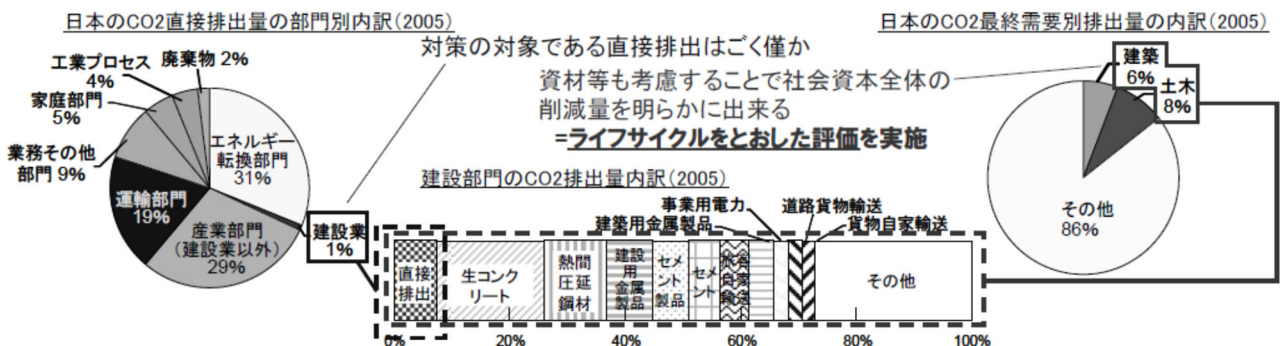 日本のCO2直接排出量の部門別内訳(2005)
日本のCO2最終需要別排出量の内訳(2005)
対策の対象である直接排出はごく僅か
資材等も考慮することで社会資本全体の
削減量を明らかに出来る
=ライフサイクルをとおした評価を実施
廃棄物 2%
工業プロセス
4%
家庭部門
5%
業務その他
部門 9%
運輸部門
19%
産業部門
(建設業以外)
29%
エネルギー
転換部門
31%
建設業
1%
建築
6%
土木
8%
その他
86%
建設部門のCO2排出量内訳(2005)
事業用電力
道路貨物輸送
建築用金属製品
貨物自家輸送
直接
排出
生コンク
リート
熱間
圧延
鋼材
建設
用
金属
製品
セメ
ント
製品
セメ
ント
自家
輸送
その他
0%
20%
40%
60%
80%
100%